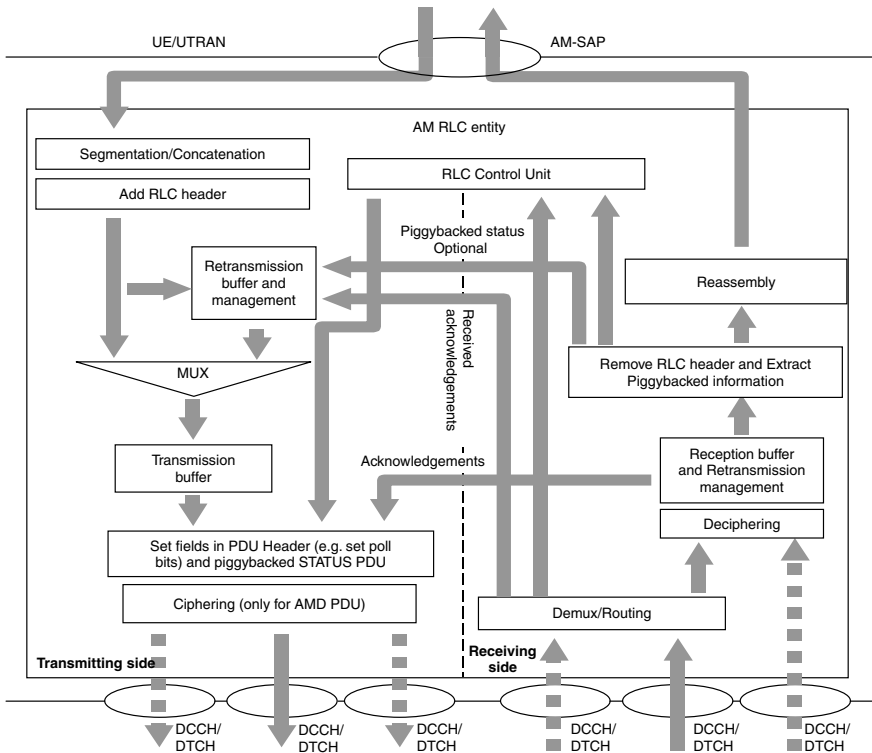 UE/UTRAN
AM-SAP
AM RLC entity
Segmentation/Concatenation
Add RLC header
RLC Control Unit
Piggybacked status
Optional
Retransmission
buffer and
management
Received
acknowledgements
Reassembly
MUX
Remove RLC header and Extract
Piggybacked information
Transmission
buffer
Acknowledgements
Reception buffer
and Retransmission
management
Deciphering
Set fields in PDU Header (e.g. set poll
bits) and piggybacked STATUS PDU
Ciphering (only for AMD PDU)
Demux/Routing
Transmitting side
Receiving
side
DCCH/
DTCH
DCCH/
DTCH
DCCH/
DTCH
DCCH/
DTCH
DCCH/
DTCH
DCCH/
DTCH